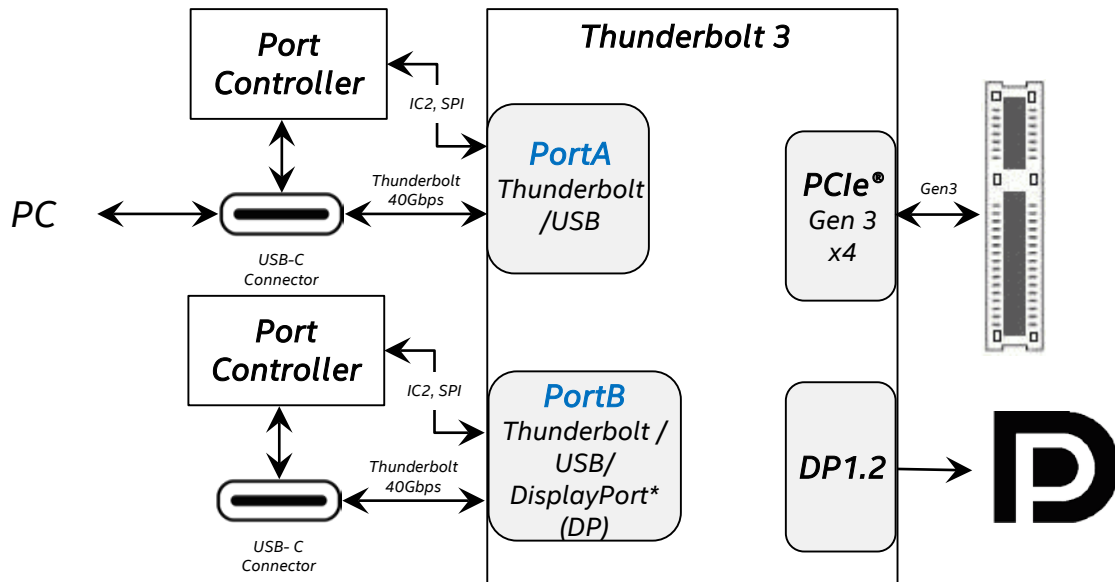 Port
Controller
Thunderbolt 3
IC2, SPI
PortA
Thunderbolt
/USB
PCIe®
Gen 3
x4
Gen3
Thunderbolt
40Gbps
PC
USB-C
Connector
Port
Controller
IC2, SPI
PortB
Thunderbolt /
USB/
DisplayPort*
(DP)
DP1.2
Thunderbolt
40Gbps
USB- C
Connector